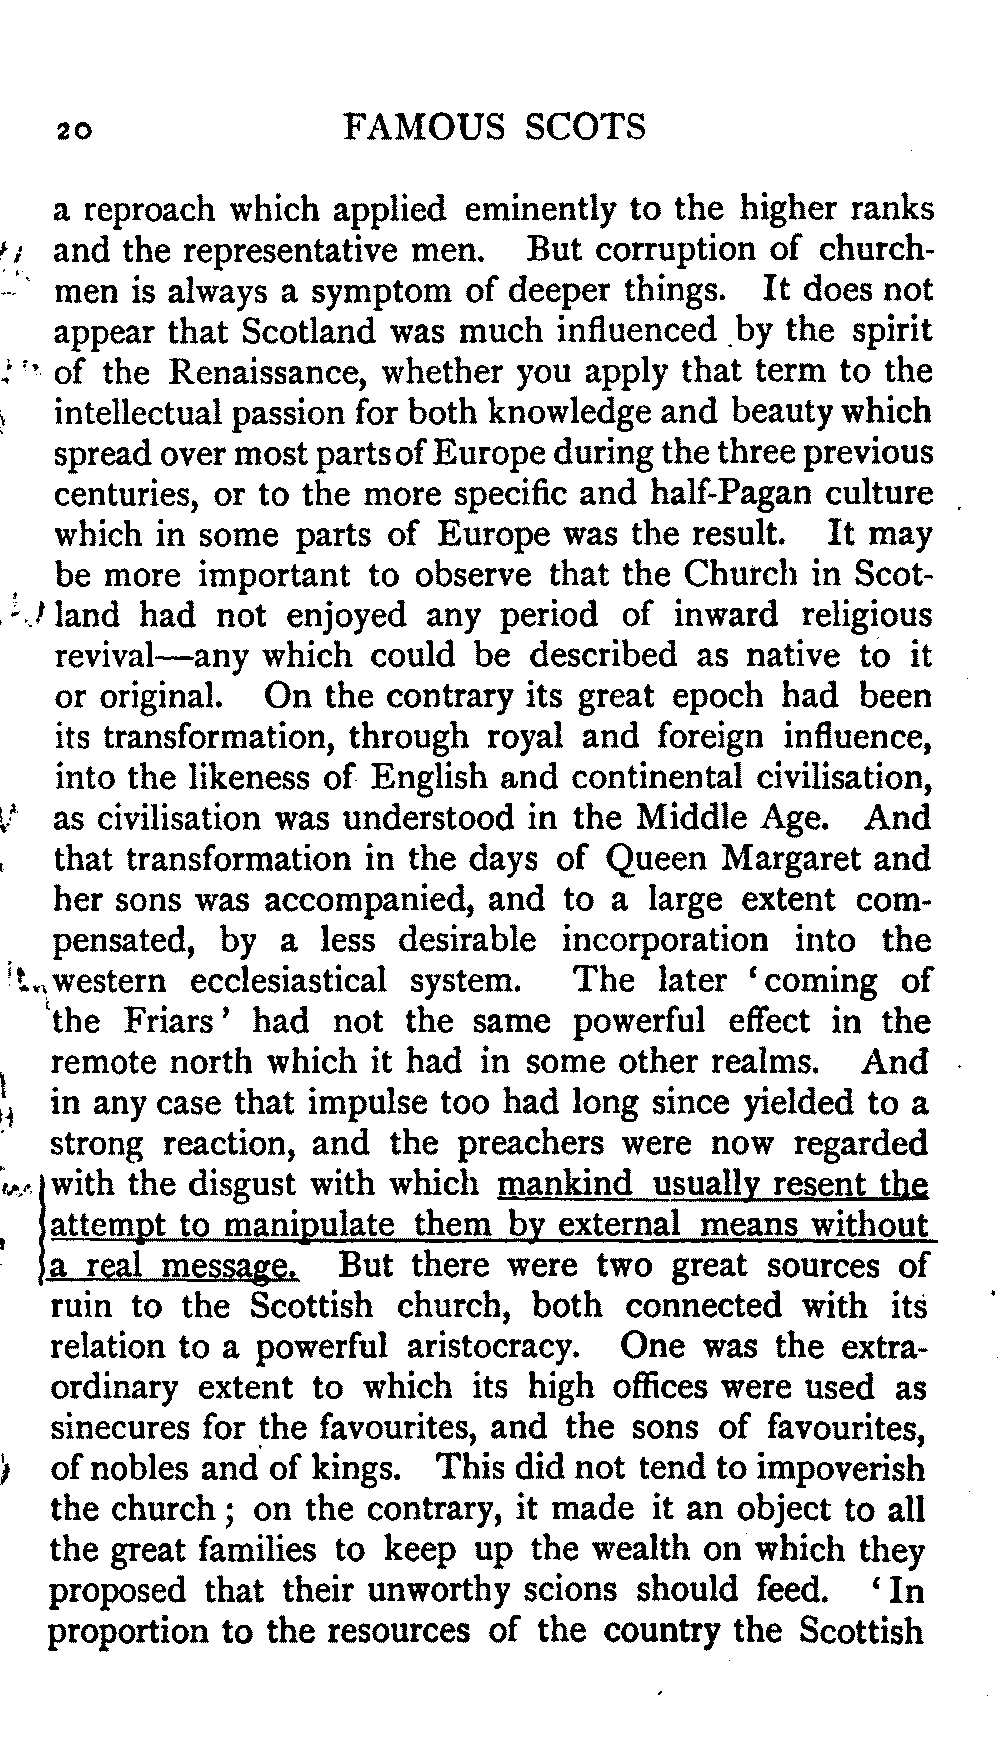 20 FAMOUS SCOTS
a reproach which applied eminently to the higher ranks
and the representative men. But corruption of church-
men is always a symptom of deeper things. It does not
appear that Scotland was much influenced by the spirit
of the Renaissance, whether you apply that term to the
intellectual passion for both knowledge and beauty which
spread over most parts of Europe during the three previous
centuries, or to the more specific and half-Pagan culture
which in some parts of Europe was the result. It may
be more important to observe that the Church in Scot-
land had not enjoyed any period of inward religious
revival—any which could be described as native to it
or original. On the contrary its great epoch had been
its transformation, through royal and foreign influence,
into the likeness of English and continental civilisation,
as civilisation was understood in the Middle Age. And
that transformation in the days of Queen Margaret and
her sons was accompanied, and to a large extent com-
pensated, by a less desirable incorporation into the
western ecclesiastical system. The later ‘coming of
the Friars’ had not the same powerful effect in the
remote north which it had in some other realms. And
in any case that impulse too had long since yielded to a
strong reaction, and the preachers were now regarded
with the disgust with which mankind usually resent the
attempt to manipulate them by external means without
a real message. But there were two great sources of
ruin to the Scottish church, both connected with its
relation to a powerful aristocracy. One was the extra-
ordinary extent to which its high offices were used as
sinecures for the favourites, and the sons of favourites,
of nobles and of kings. This did not tend to impoverish
the church; on the contrary, it made it an object to all
the great families to keep up the wealth on which they
proposed that their unworthy scions should feed. ‘In
proportion to the resources of the country the Scottish